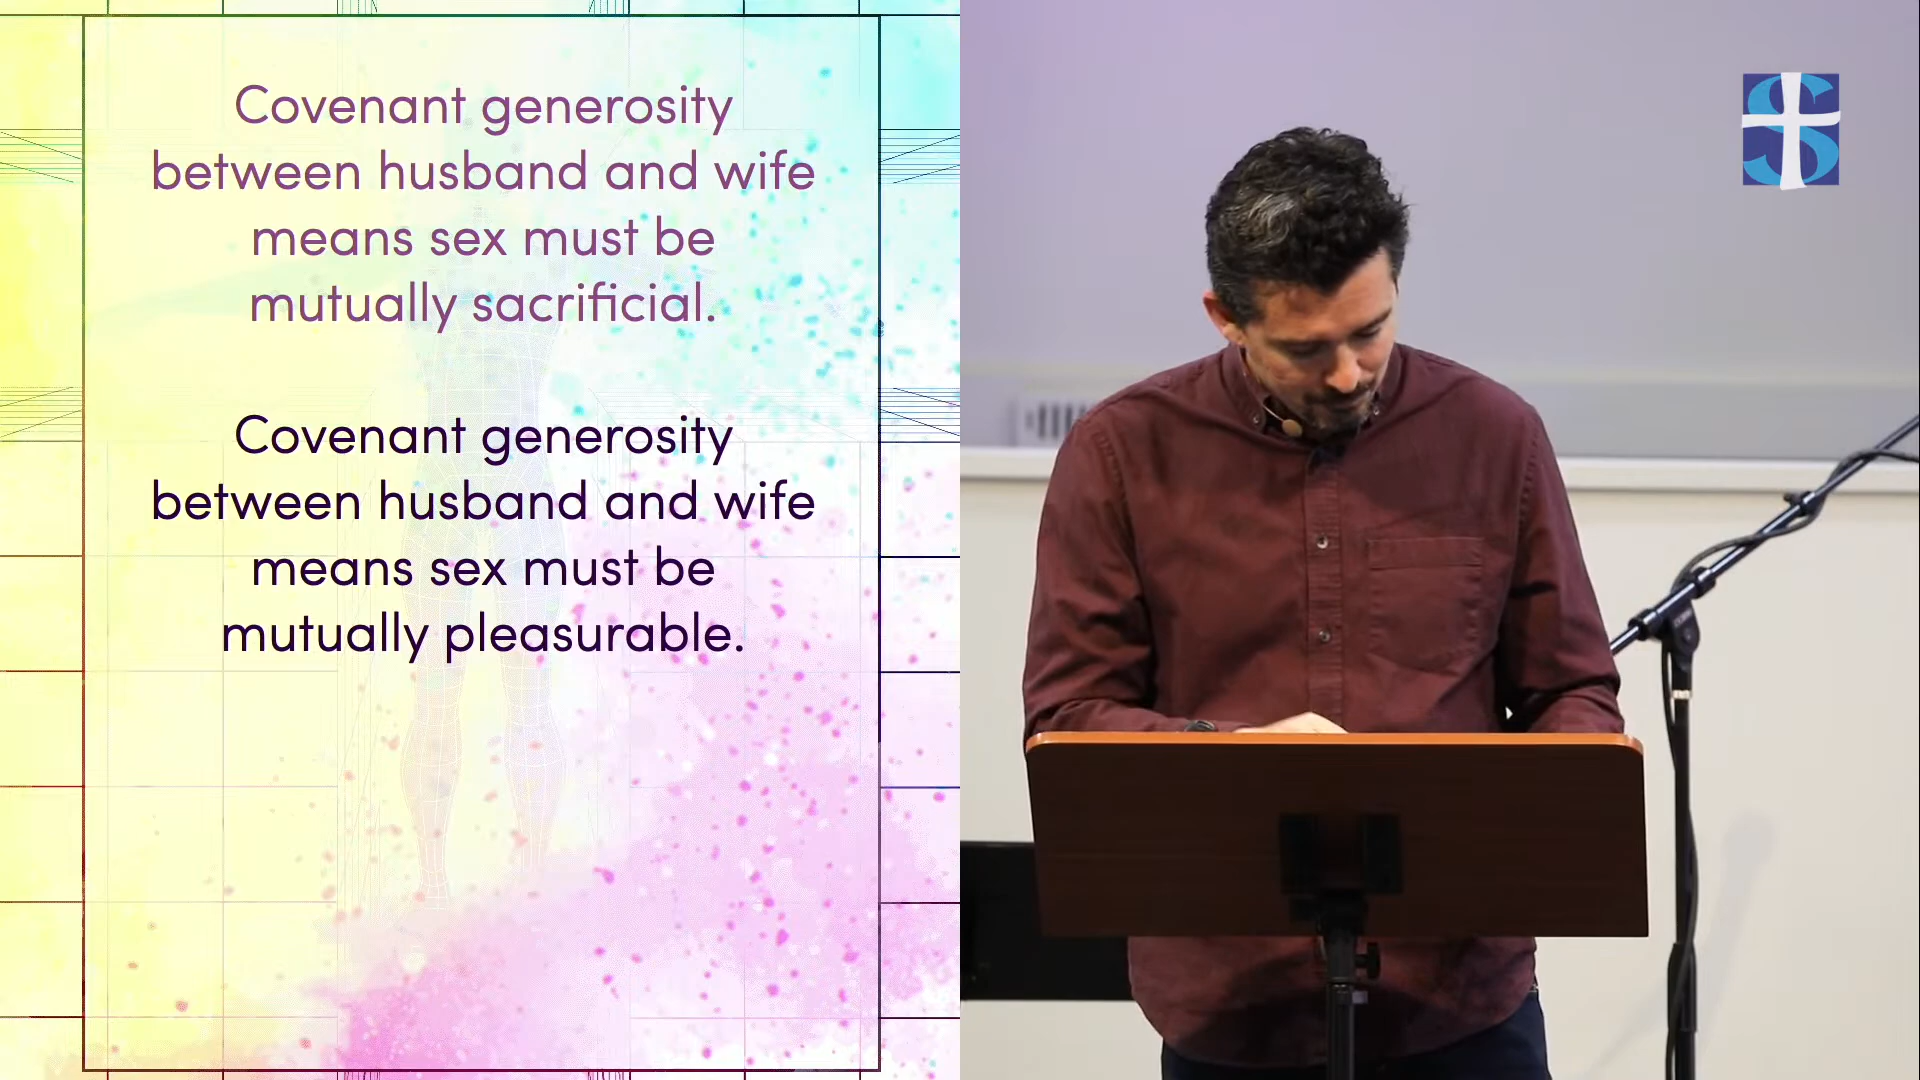 Covenant generosity
between husband and wife
means sex must be
mutually sacrificial.
Covenant generosity
between husband and wife
means sex must be
mutually pleasurable.
S